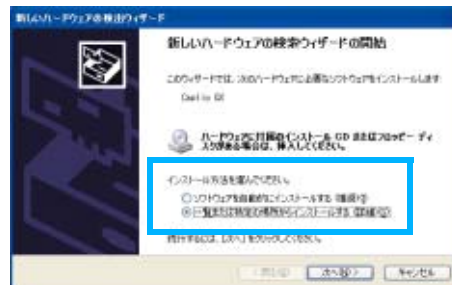 新しいハードウェアの検出ウィザード
新しいハードウェアの検索ウィザードの開始
このウィザードでは、次のハードウェアに必要なソフトウェアをインストールします:
ハードウェアに付属のインストール CD またはフロッピー ディ
スクがある場合は、挿入してください。
インストール方法を選んでください。
ソフトウェアを自動的にインストールする (推奨)(I)
一覧または特定の場所からインストールする (詳細)(S)
続行するには、[次へ] をクリックしてください。
< 戻る(B) 次へ(N) > キャンセル